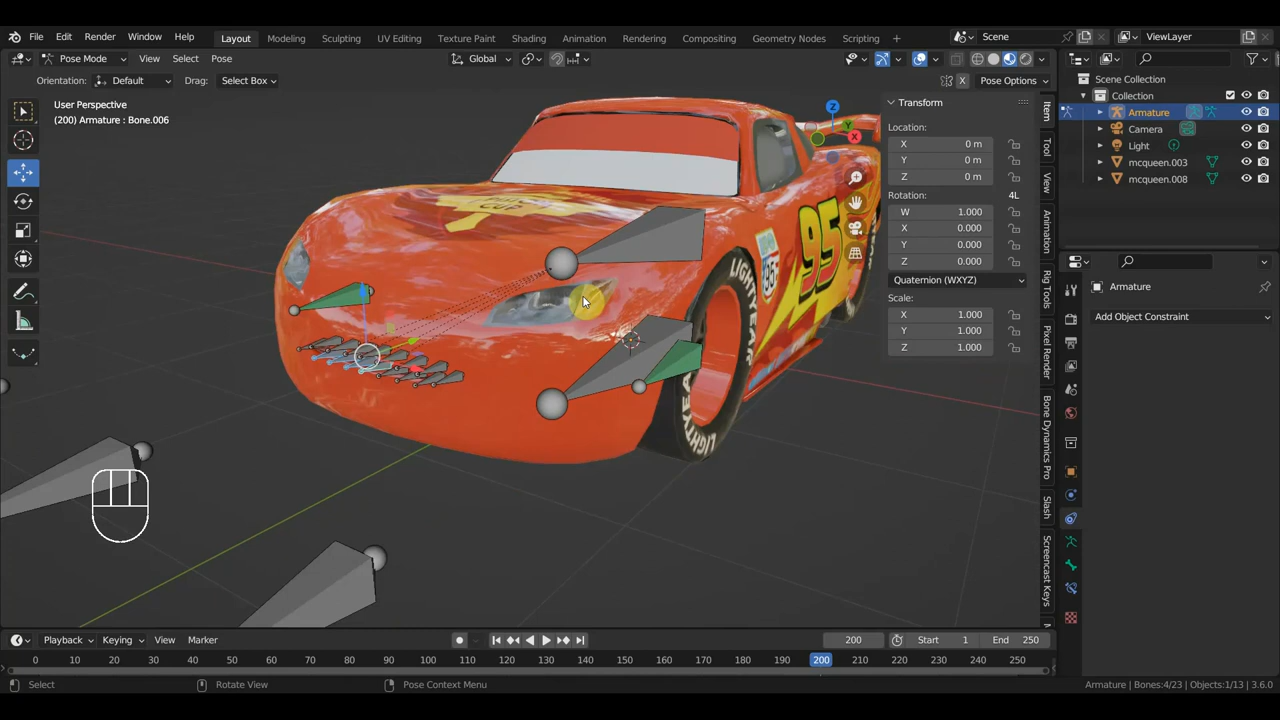 File Edit Render Window Help Layout Modeling Sculpting UV Editing Texture Paint Shading Animation Rendering Compositing Geometry Nodes Scripting + Scene ViewLayer
Pose Mode View Select Pose Global
Orientation: Default Drag: Select Box X Pose Options
User Perspective
(200) Armature : Bone.006
Transform
Location:
X 0 m
Y 0 m
Z 0 m
Rotation: 4L
W 1.000
X 0.000
Y 0.000
Z 0.000
Quaternion (WXYZ)
Scale:
X 1.000
Y 1.000
Z 1.000
Item
Tool
View
Animation
Rig Tools
Pixel Render
Bone Dynamics Pro
Slash
Screencast Keys
Z
Y
X
CUP
95
95
LIGHTYEAR
LIGHTYEAR
Scene Collection
Collection
Armature
Camera
Light
mcqueen.003
mcqueen.008
Armature
Add Object Constraint
Playback Keying View Marker 200 Start 1 End 250
0 10 20 30 40 50 60 70 80 90 100 110 120 130 140 150 160 170 180 190 200 210 220 230 240 250
Select Rotate View Pose Context Menu Armature | Bones:4/23 | Objects:1/13 | 3.6.0